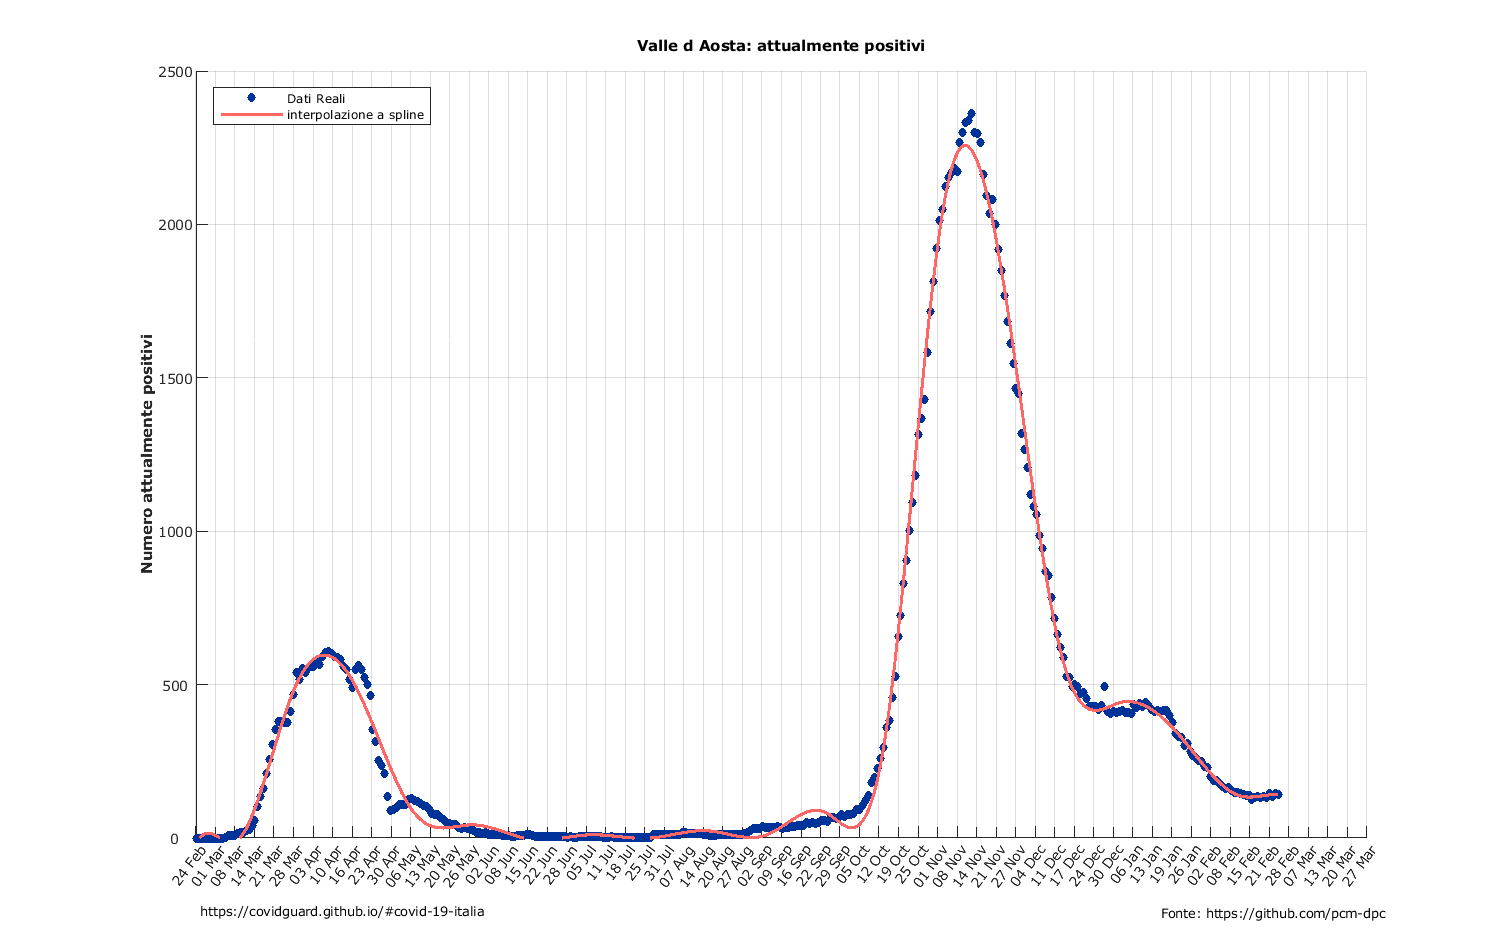 Valle d Aosta: attualmente positivi
Dati Reali
interpolazione a spline
Numero attualmente positivi
2500
2000
1500
1000
500
0
24 Feb
01 Mar
08 Mar
14 Mar
21 Mar
28 Mar
03 Apr
10 Apr
16 Apr
23 Apr
30 Apr
06 May
13 May
20 May
26 May
02 Jun
08 Jun
15 Jun
22 Jun
28 Jun
05 Jul
11 Jul
18 Jul
25 Jul
31 Jul
07 Aug
14 Aug
20 Aug
27 Aug
02 Sep
09 Sep
16 Sep
22 Sep
29 Sep
05 Oct
12 Oct
19 Oct
25 Oct
01 Nov
08 Nov
14 Nov
21 Nov
27 Nov
04 Dec
11 Dec
17 Dec
24 Dec
30 Dec
06 Jan
13 Jan
19 Jan
26 Jan
02 Feb
08 Feb
15 Feb
21 Feb
28 Feb
07 Mar
13 Mar
20 Mar
27 Mar
https://covidguard.github.io/#covid-19-italia
Fonte: https://github.com/pcm-dpc